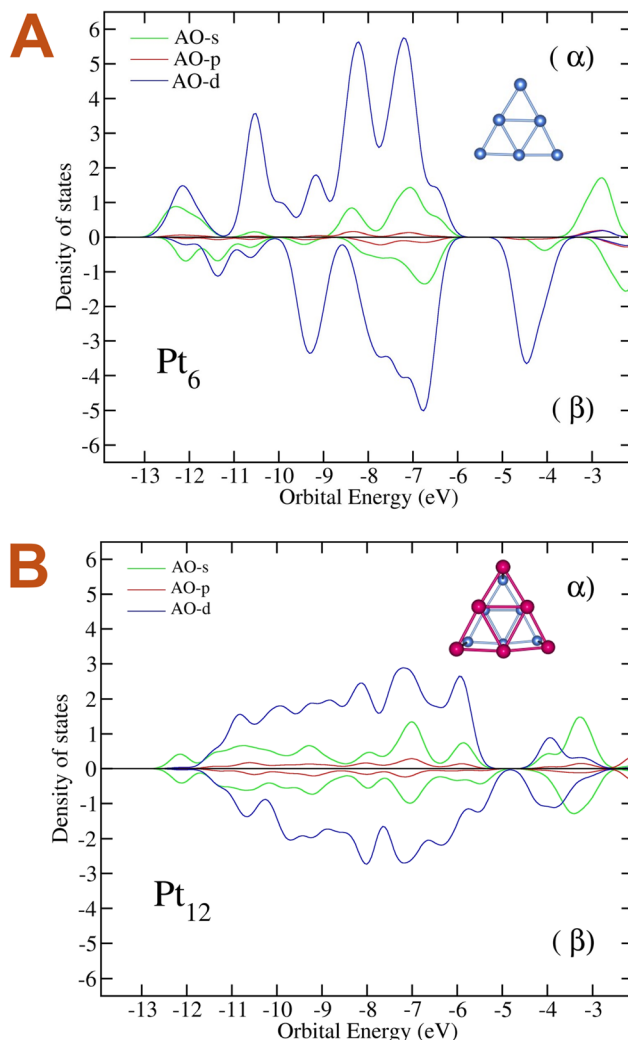 A
AO-s
AO-p
AO-d
( α)
6
5
4
3
2
1
0
-1
-2
-3
-4
-5
-6
Density of states
Pt6
( β)
-13 -12 -11 -10 -9 -8 -7 -6 -5 -4 -3
Orbital Energy (eV)
B
AO-s
AO-p
AO-d
α)
6
5
4
3
2
1
0
-1
-2
-3
-4
-5
-6
Density of states
Pt12
( β)
-13 -12 -11 -10 -9 -8 -7 -6 -5 -4 -3 -2
Orbital Energy (eV)